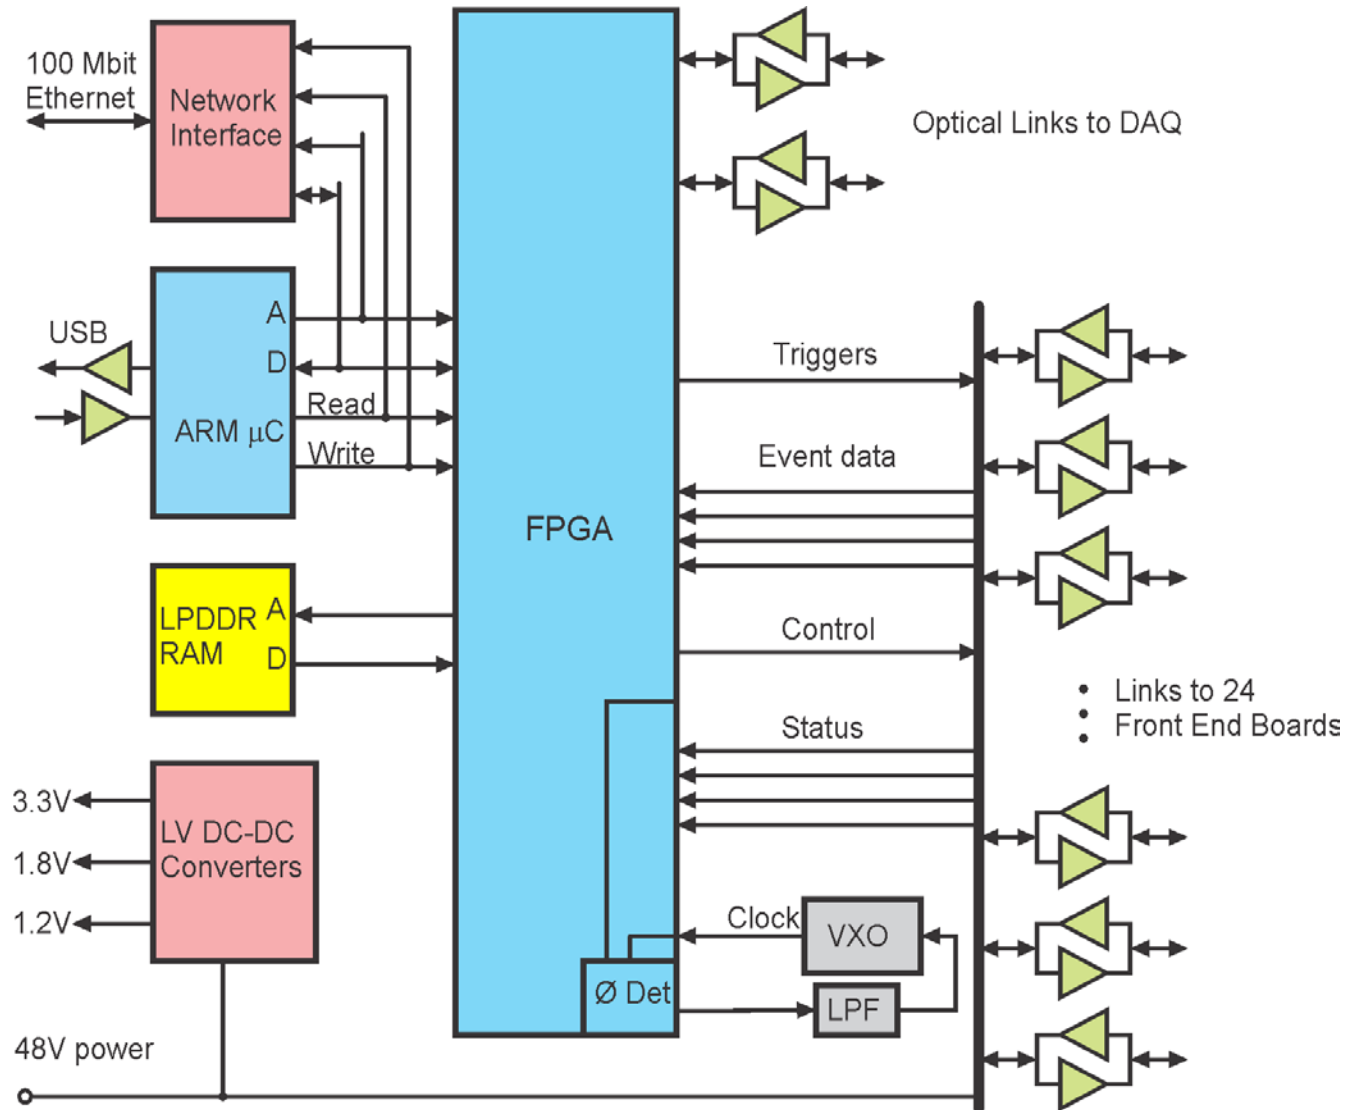 100 Mbit
Ethernet
Network
Interface
Optical Links to DAQ
USB
A
D
Read
ARM µC
Write
Triggers
Event data
FPGA
LPDDR A
RAM D
Control
Status
Links to 24
Front End Boards
3.3V
1.8V
1.2V
LV DC-DC
Converters
Clock
VXO
Ø Det
LPF
48V power